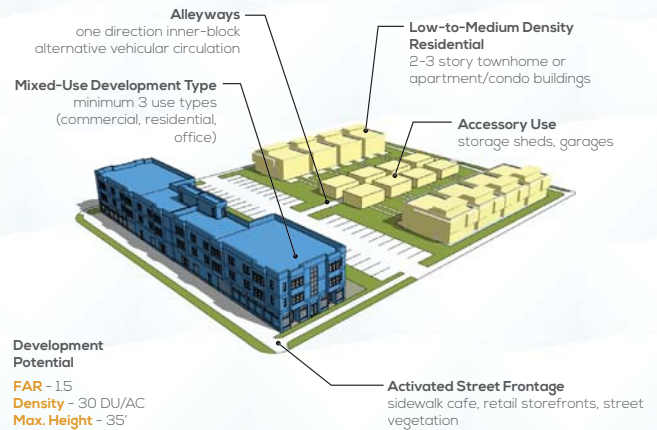 Alleyways
one direction inner-block
alternative vehicular circulation
Low-to-Medium Density
Residential
2-3 story townhome or
apartment/condo buildings
Mixed-Use Development Type
minimum 3 use types
(commercial, residential,
office)
Accessory Use
storage sheds, garages
Development
Potential
FAR - 1.5
Density - 30 DU/AC
Max. Height - 35'
Activated Street Frontage
sidewalk cafe, retail storefronts, street
vegetation